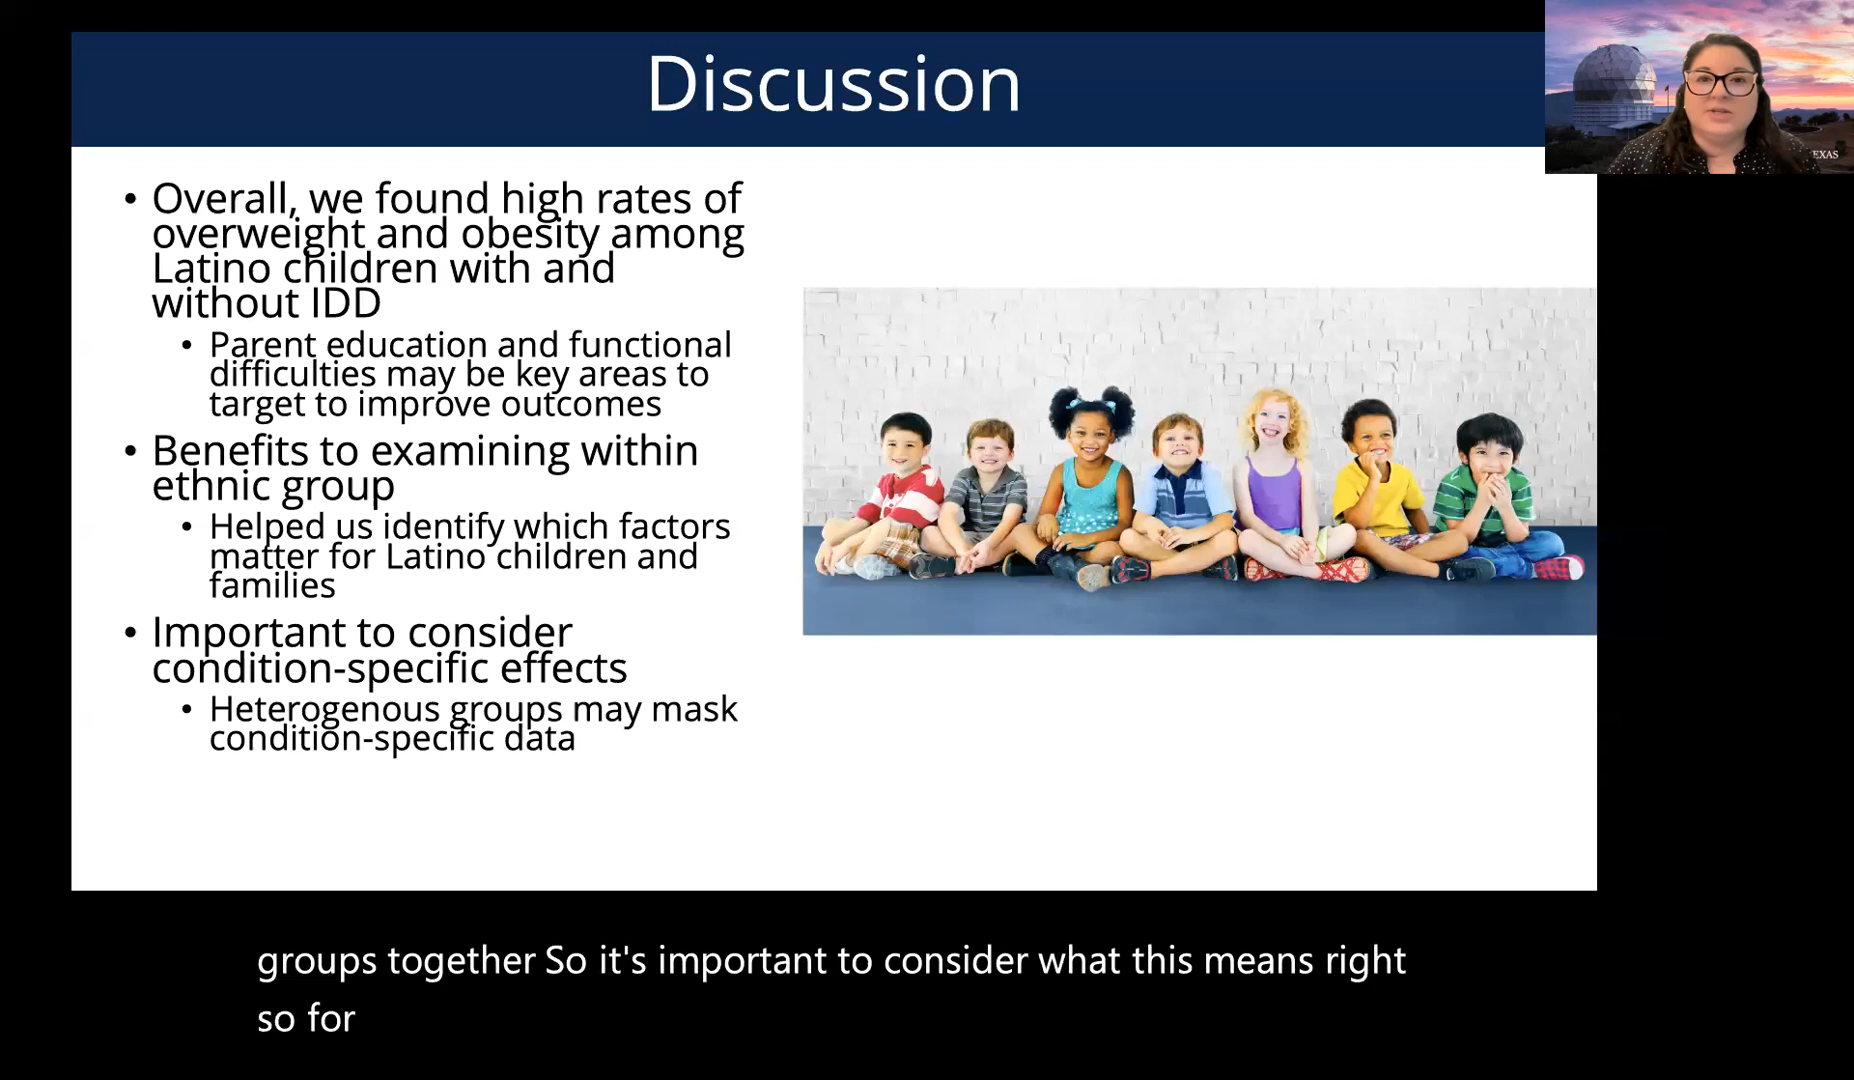 Discussion
EXAS
• Overall, we found high rates of
overweight and obesity among
Latino children with and
without IDD
• Parent education and functional
difficulties may be key areas to
target to improve outcomes
• Benefits to examining within
ethnic group
• Helped us identify which factors
matter for Latino children and
families
• Important to consider
condition-specific effects
• Heterogenous groups may mask
condition-specific data
groups together So it's important to consider what this means right
so for